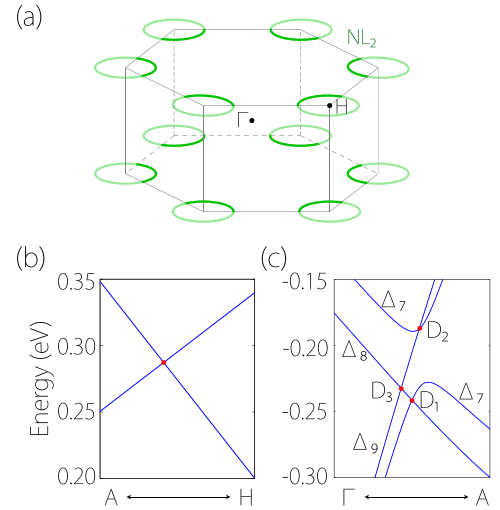 (a)
NL₂
H
Γ
(b)
0.35
0.30
0.25
0.20
Energy (eV)
A
H
(c)
-0.15
-0.20
-0.25
-0.30
Δ₇
D₂
Δ₈
D₃
D₁
Δ₇
Δ₉
Γ
A